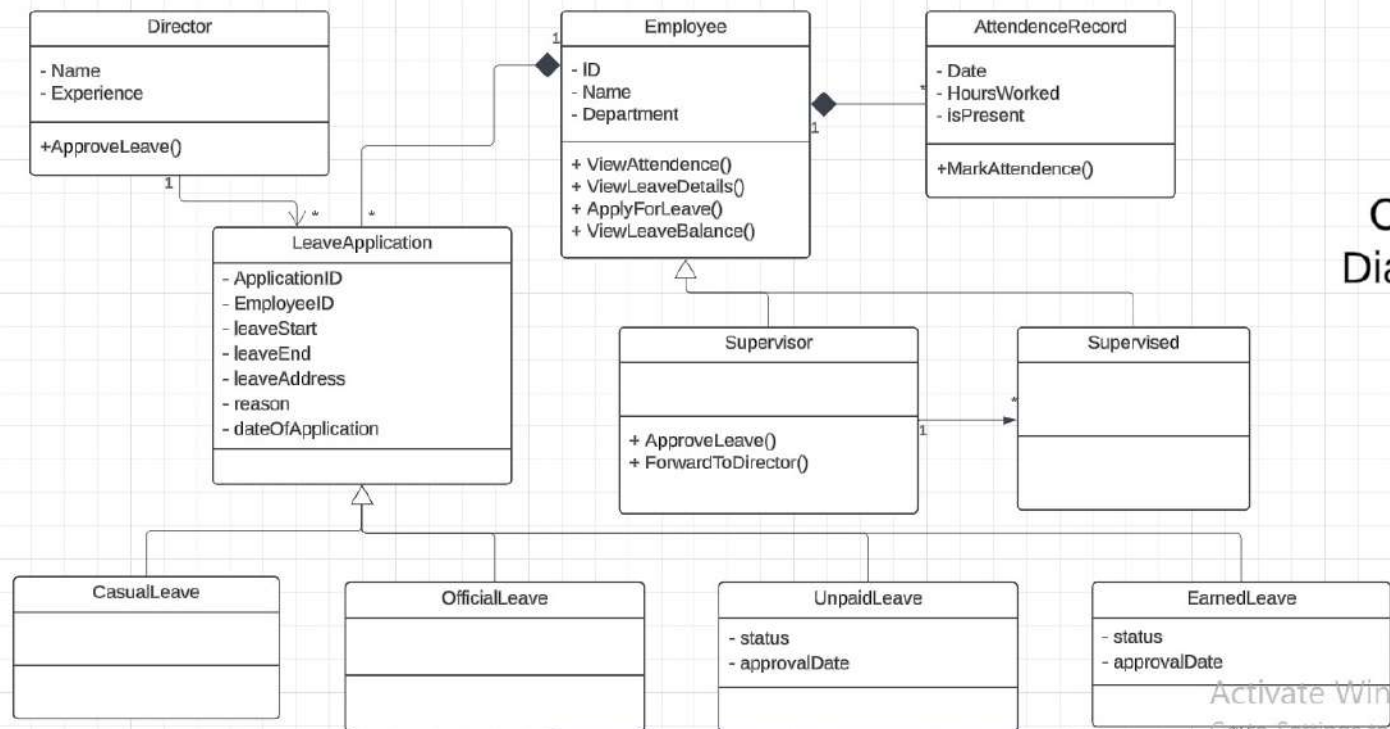 Director
- Name
- Experience
+ApproveLeave()
1
*
Employee
- ID
- Name
- Department
+ ViewAttendence()
+ ViewLeaveDetails()
+ ApplyForLeave()
+ ViewLeaveBalance()
1
*
1
*
AttendenceRecord
- Date
- HoursWorked
- isPresent
+MarkAttendence()
LeaveApplication
- ApplicationID
- EmployeeID
- leaveStart
- leaveEnd
- leaveAddress
- reason
- dateOfApplication
Supervisor
+ ApproveLeave()
+ ForwardToDirector()
1
*
Supervised
CasualLeave
OfficialLeave
UnpaidLeave
- status
- approvalDate
EarnedLeave
- status
- approvalDate
Activate Win